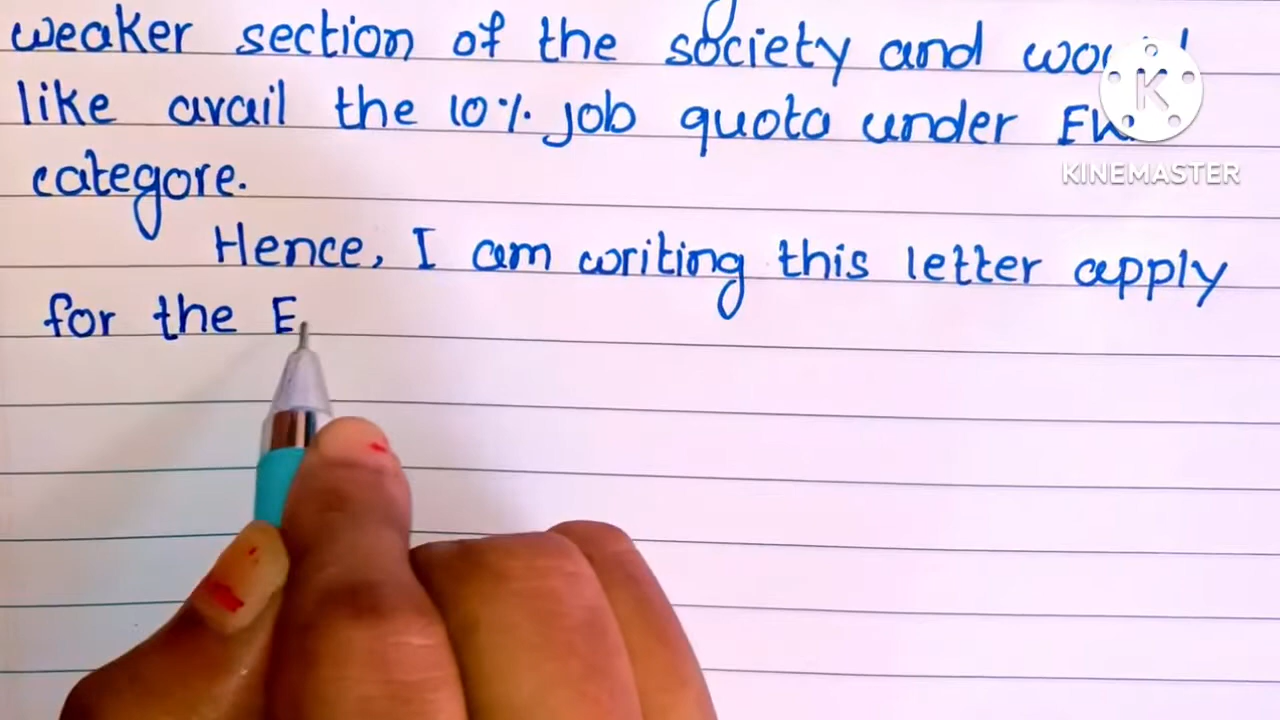 weaker section of the society and
like avail the 10% job quota under
categore.
Hence, I am writing this letter apply
for the E
K
KINEMASTER